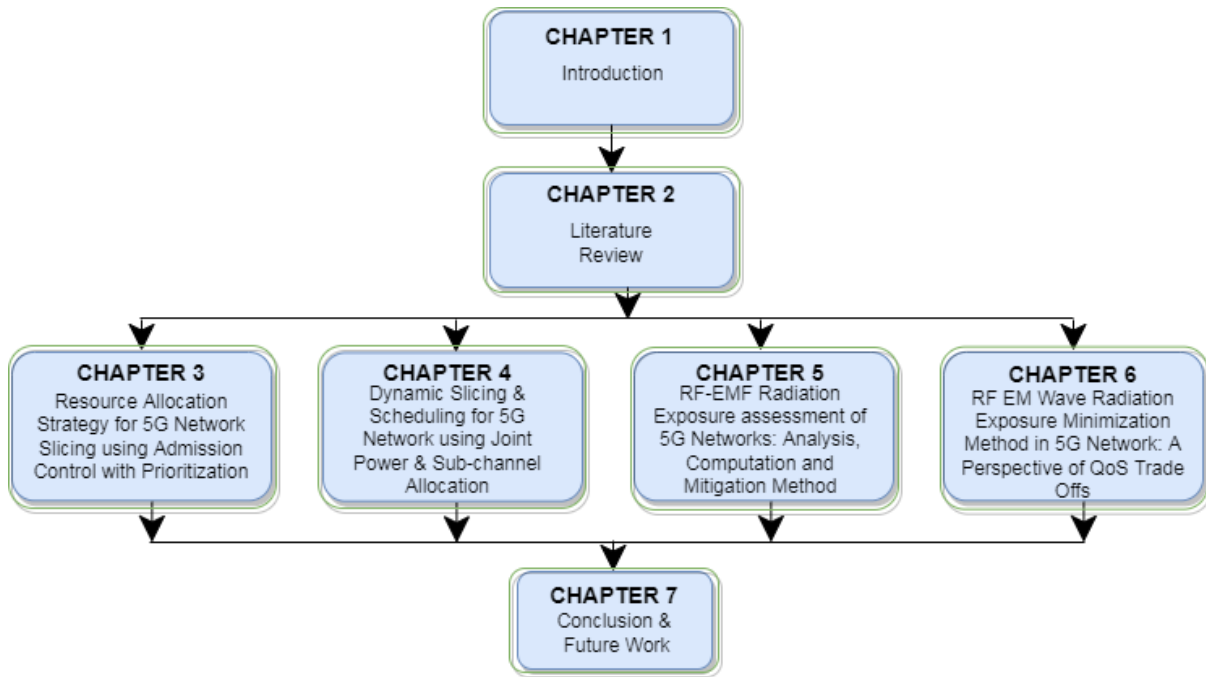 CHAPTER 1
Introduction
CHAPTER 2
Literature
Review
CHAPTER 3
Resource Allocation
Strategy for 5G Network
Slicing using Admission
Control with Prioritization
CHAPTER 4
Dynamic Slicing &
Scheduling for 5G
Network using Joint
Power & Sub-channel
Allocation
CHAPTER 5
RF-EMF Radiation
Exposure assessment of
5G Networks: Analysis,
Computation and
Mitigation Method
CHAPTER 6
RF EM Wave Radiation
Exposure Minimization
Method in 5G Network: A
Perspective of QoS Trade
Offs
CHAPTER 7
Conclusion &
Future Work